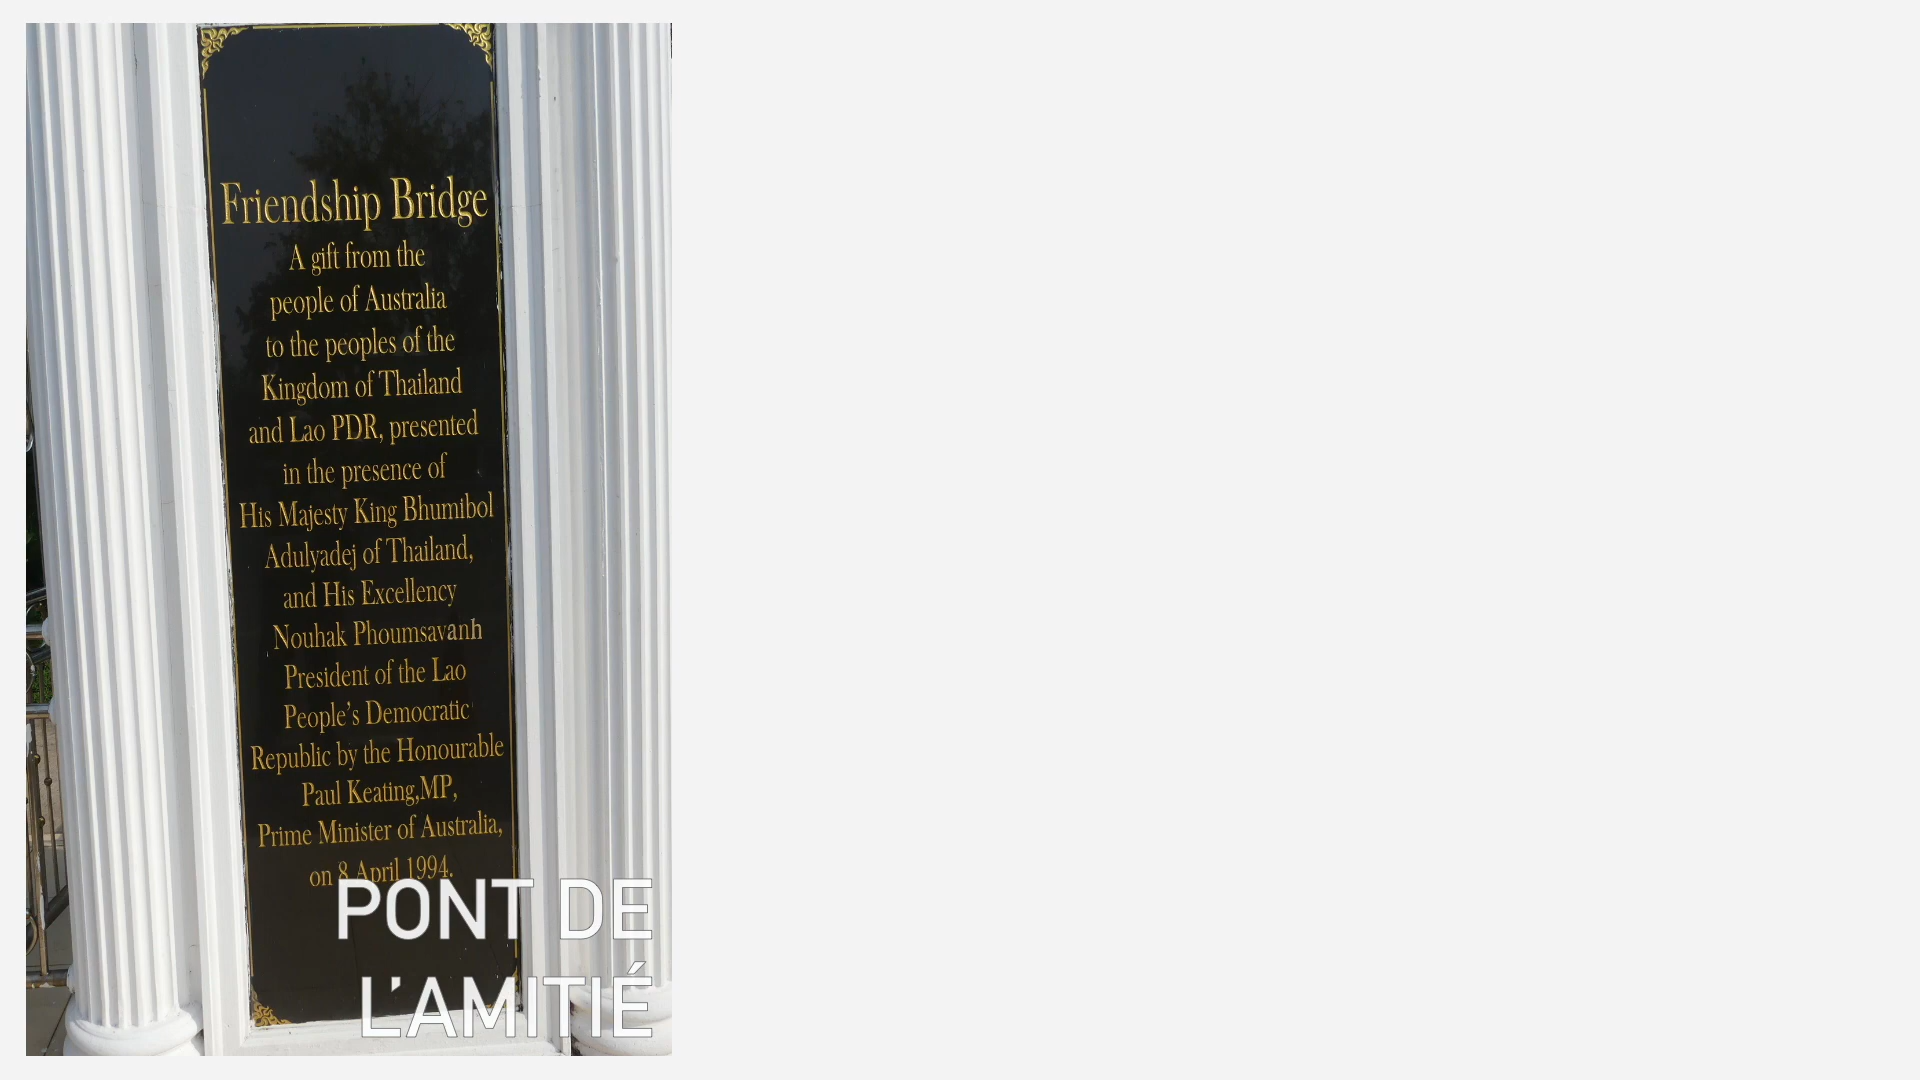 Friendship Bridge
A gift from the
people of Australia
to the peoples of the
Kingdom of Thailand
and Lao PDR, presented
in the presence of
His Majesty King Bhumibol
Adulyadej of Thailand,
and His Excellency
Nouhak Phoumsavanh
President of the Lao
People's Democratic
Republic by the Honourable
Paul Keating,MP,
Prime Minister of Australia,
on 8 April 1994.
PONT DE
L'AMITIÉ